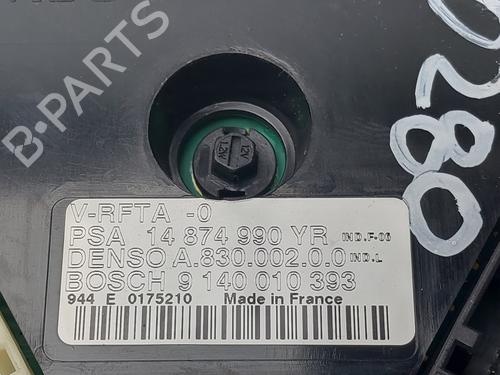 B-PARTS
0280
1.2W 12V
V-RFTA -0
PSA 14 874 990 YR IND.F-06
DENSO A.830.002.0.0 IND.L
BOSCH 9 140 010 393
944 E 0175210 Made in France